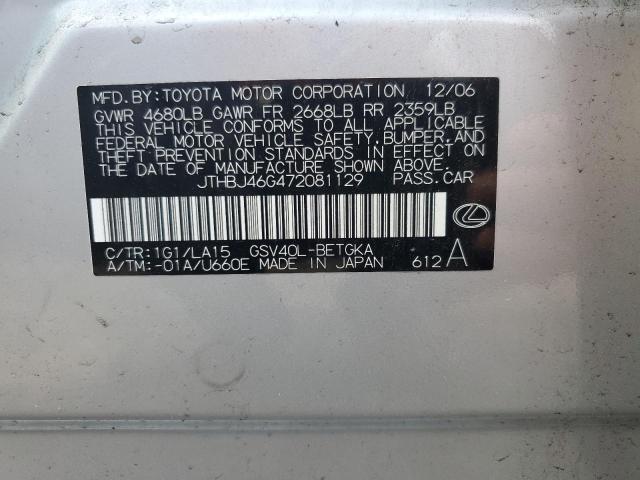 MFD. BY: TOYOTA MOTOR CORPORATION 12/06
GVWR 4680LB GAWR FR 2668LB RR 2359LB
THIS VEHICLE CONFORMS TO ALL APPLICABLE
FEDERAL MOTOR VEHICLE SAFETY, BUMPER, AND
THEFT PREVENTION STANDARDS IN EFFECT ON
THE DATE OF MANUFACTURE SHOWN ABOVE.
JTHBJ46G472081129 PASS. CAR
C/TR: 1G1/LA15 GSV40L-BETGKA
A/TM: -01A/U660E MADE IN JAPAN 612 A